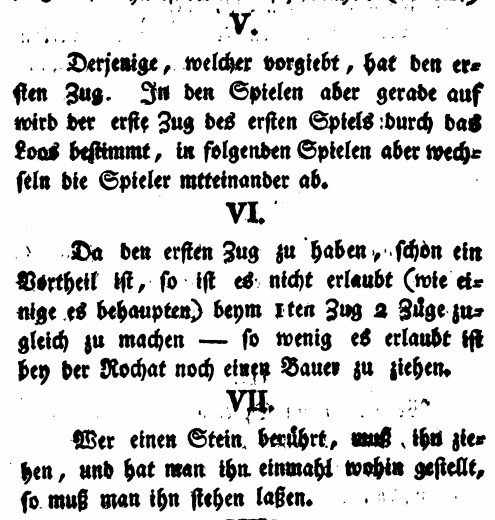 V.
Derjenige, welcher vorgiebt, hat den er⸗
sten Zug. In den Spielen aber gerade auf
wird der erste Zug des ersten Spiels durch das
Loos bestimmt, in folgenden Spielen aber wech⸗
seln die Spieler mtteinander ab.
VI.
Da den ersten Zug zu haben, schon ein
Vortheil ist, so ist es nicht erlaubt (wie ei⸗
nige es behaupten) beym 1ten Zug 2 Züge zu⸗
gleich zu machen — so wenig es erlaubt ist
bey der Rochat noch einen Bauer zu ziehen.
VII.
Wer einen Stein berührt, muß ihn zie⸗
hen, und hat man ihn einmahl wohin gestellt,
so muß man ihn stehen laßen.